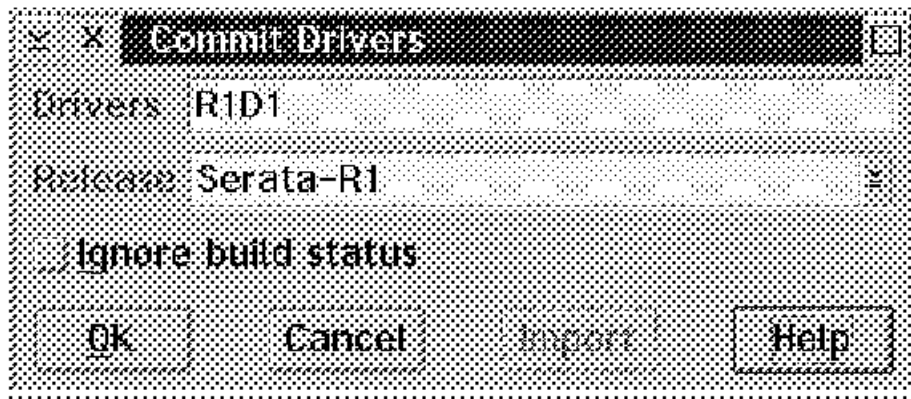 Commit Drivers
Drivers R1D1
Release Serata-R1
Ignore build status
OK Cancel Import Help